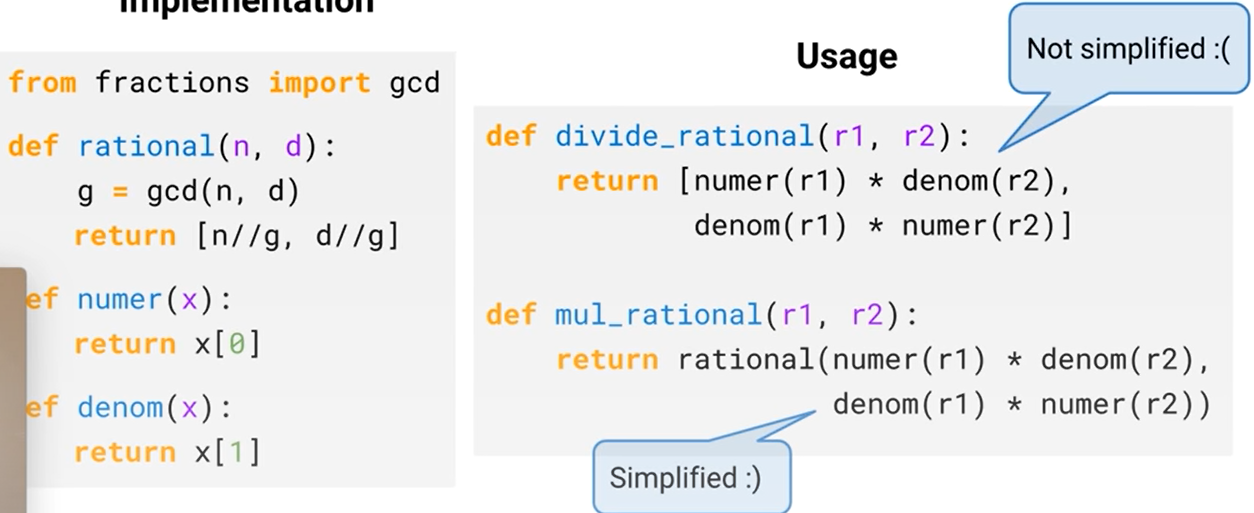 Implementation
from fractions import gcd
def rational(n, d):
g = gcd(n, d)
return [n//g, d//g]
ef numer(x):
return x[0]
ef denom(x):
return x[1]
Usage
Not simplified :(
def divide_rational(r1, r2):
return [numer(r1) * denom(r2),
denom(r1) * numer(r2)]
def mul_rational(r1, r2):
return rational(numer(r1) * denom(r2),
denom(r1) * numer(r2))
Simplified :)